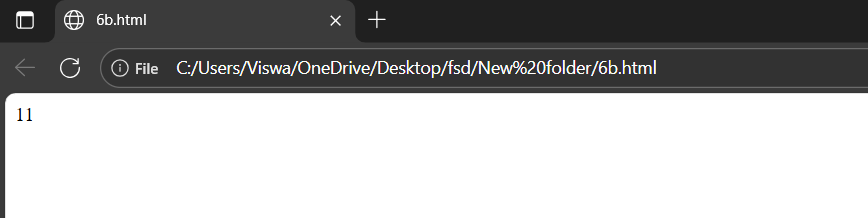 6b.html
File C:/Users/Viswa/OneDrive/Desktop/fsd/New%20folder/6b.html
11